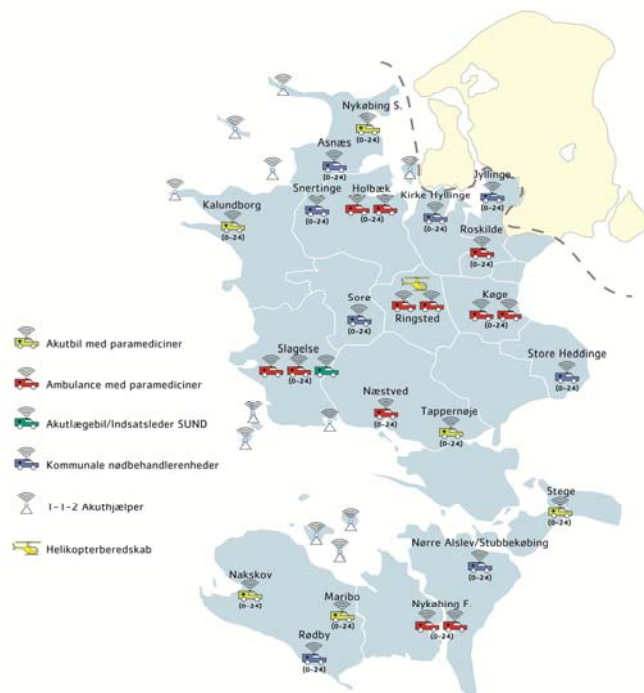 Nykøbing S.
(0-24)
Asnæs
(0-24)
Snertinge
(0-24)
Holbæk
(0-24)
Kirke Hyllinge
(0-24)
Jyllinge
(0-24)
Kalundborg
(0-24)
Roskilde
(0-24)
Sorø
(0-24)
(0-24)
Ringsted
Køge
(0-24)
Slagelse
(0-24)
Store Heddinge
(0-24)
Næstved
(0-24)
Tappernøje
(0-24)
Stege
(0-24)
Nørre Alslev/Stubbekøbing
(0-24)
Nakskov
(0-24)
Maribo
(0-24)
Nykøbing F.
(0-24)
Rødby
(0-24)
Akutbil med paramediciner
Ambulance med paramediciner
Akutlægebil/Indsatsleder SUND
Kommunale nødbehandlerenheder
1-1-2 Akuthjælper
Helikopterberedskab